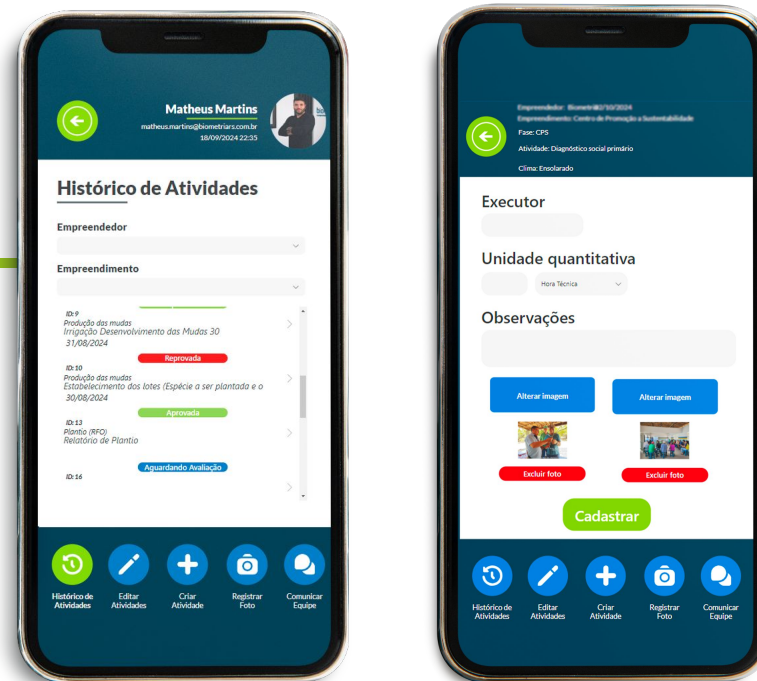 Matheus Martins
matheus.martins@biometriars.com.br
18/09/2024 22:35
Histórico de Atividades
Empreendedor
Empreendimento
ID:9
Produção das mudas
Irrigação Desenvolvimento das Mudas 30
31/08/2024
Reprovada
ID:10
Produção das mudas
Estabelecimento dos lotes (Espécie a ser plantada e o
30/08/2024
Aprovada
ID:13
Plantio (RFO)
Relatório de Plantio
Aguardando Avaliação
ID:16
Histórico de Atividades
Editar Atividades
Criar Atividade
Registrar Foto
Comunicar Equipe
Empreendedor:
Empreendimento: Centro de Promoção a Sustentabilidade
Fase: CPS
Atividade: Diagnóstico social primário
Clima: Ensolarado
Executor
Unidade quantitativa
Hora Técnica
Observações
Alterar imagem
Alterar imagem
Excluir foto
Excluir foto
Cadastrar
Histórico de Atividades
Editar Atividades
Criar Atividade
Registrar Foto
Comunicar Equipe